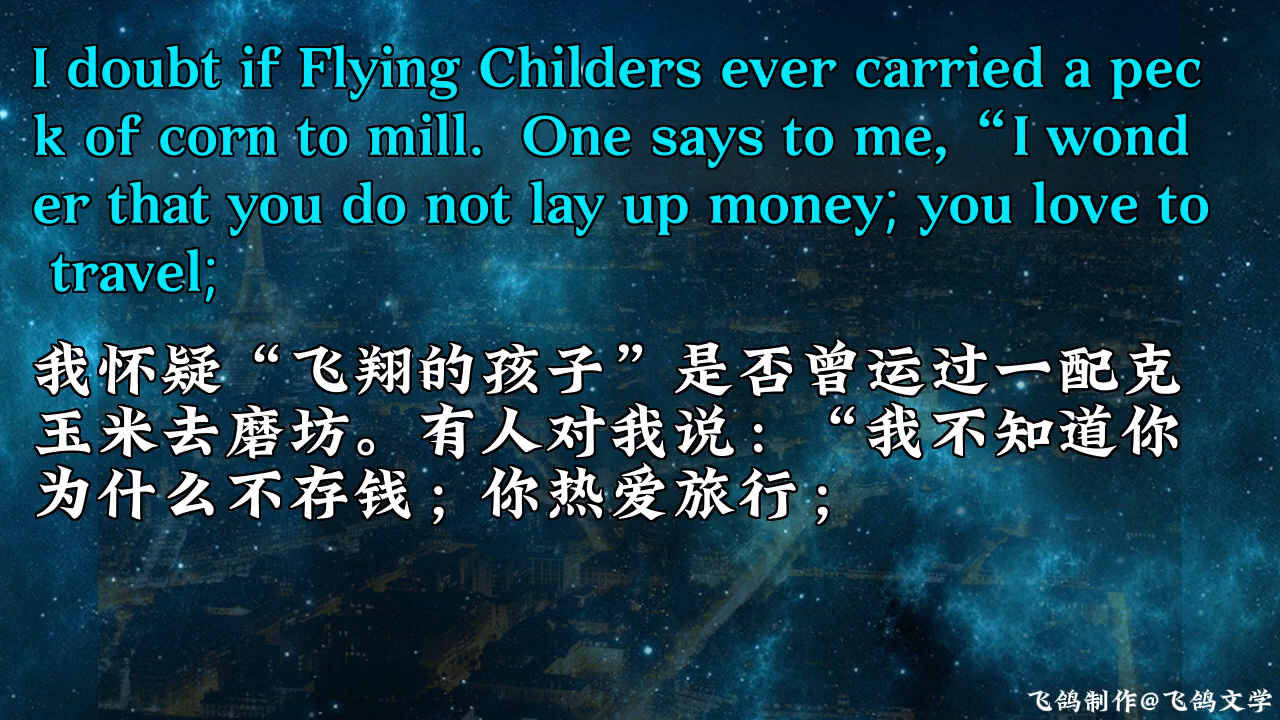 I doubt if Flying Childers ever carried a pec
k of corn to mill.  One says to me, “I wond
er that you do not lay up money; you love to
 travel;
我怀疑“飞翔的孩子”是否曾运过一配克
玉米去磨坊。有人对我说：“我不知道你
为什么不存钱；你热爱旅行；
飞鸽制作@飞鸽文学